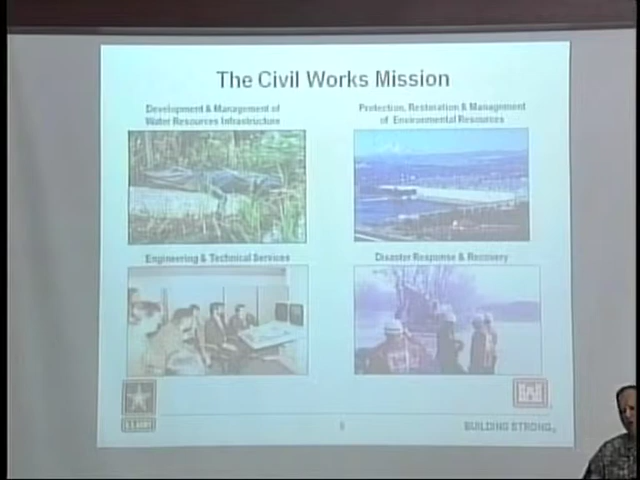 The Civil Works Mission
Development & Management of
Water Resources Infrastructure
Protection, Restoration & Management
of Environmental Resources
Engineering & Technical Services
Disaster Response & Recovery
U.S. ARMY
BUILDING STRONG